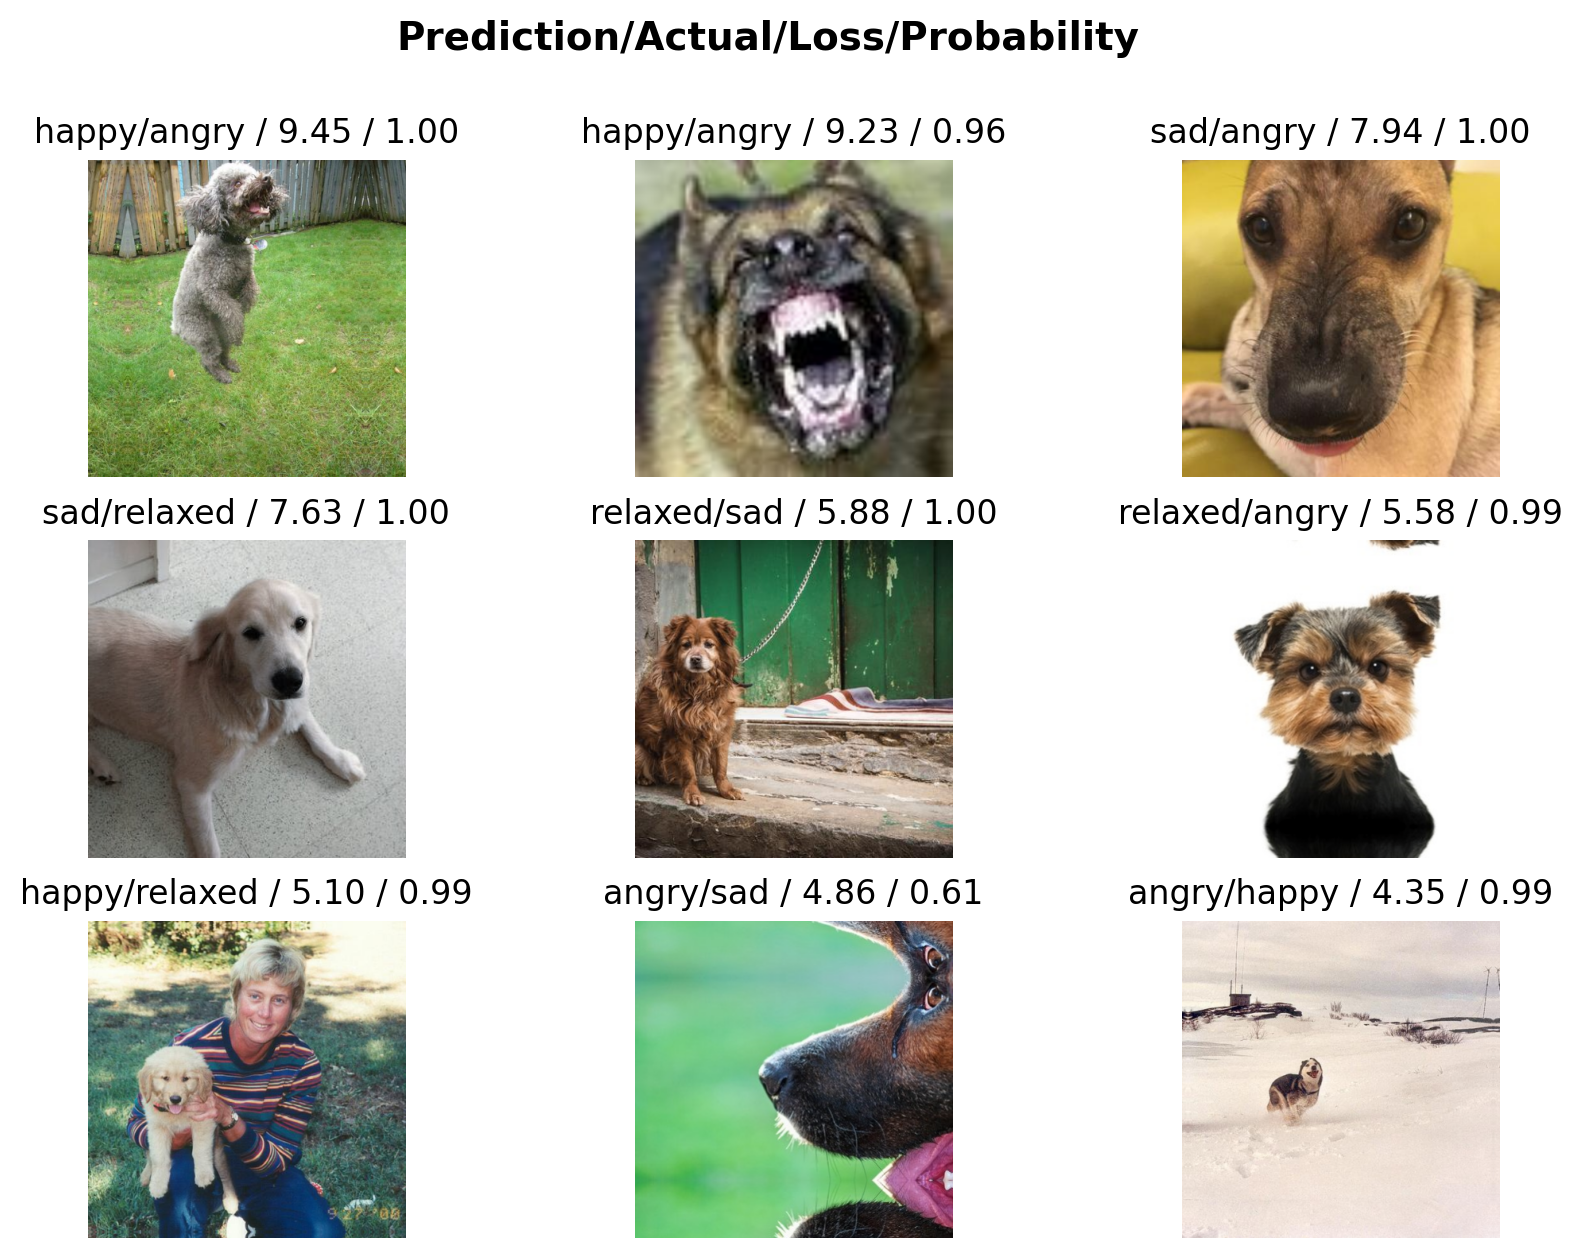 Prediction/Actual/Loss/Probability
happy/angry / 9.45 / 1.00
happy/angry / 9.23 / 0.96
sad/angry / 7.94 / 1.00
sad/relaxed / 7.63 / 1.00
relaxed/sad / 5.88 / 1.00
relaxed/angry / 5.58 / 0.99
happy/relaxed / 5.10 / 0.99
angry/sad / 4.86 / 0.61
angry/happy / 4.35 / 0.99
9 27 '00